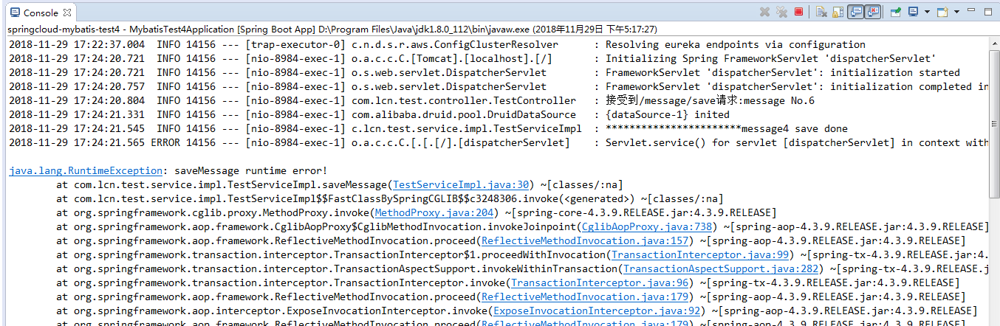 Console
springcloud-mybatis-test4 - MybatisTest4Application [Spring Boot App] D:\Program Files\Java\jdk1.8.0_112\bin\javaw.exe (2018年11月29日 下午5:17:27)
2018-11-29 17:22:37.004  INFO 14156 --- [trap-executor-0] c.n.d.s.r.aws.ConfigClusterResolver      : Resolving eureka endpoints via configuration
2018-11-29 17:24:20.721  INFO 14156 --- [nio-8984-exec-1] o.a.c.c.C.[Tomcat].[localhost].[/]       : Initializing Spring FrameworkServlet 'dispatcherServlet'
2018-11-29 17:24:20.721  INFO 14156 --- [nio-8984-exec-1] o.s.web.servlet.DispatcherServlet        : FrameworkServlet 'dispatcherServlet': initialization started
2018-11-29 17:24:20.757  INFO 14156 --- [nio-8984-exec-1] o.s.web.servlet.DispatcherServlet        : FrameworkServlet 'dispatcherServlet': initialization completed in
2018-11-29 17:24:20.804  INFO 14156 --- [nio-8984-exec-1] com.lcn.test.controller.TestController   : 接受到/message/save请求:message No.6
2018-11-29 17:24:21.331  INFO 14156 --- [nio-8984-exec-1] com.alibaba.druid.pool.DruidDataSource   : {dataSource-1} inited
2018-11-29 17:24:21.545  INFO 14156 --- [nio-8984-exec-1] c.lcn.test.service.impl.TestServiceImpl  : ***********************message4 save done
2018-11-29 17:24:21.565 ERROR 14156 --- [nio-8984-exec-1] o.a.c.c.C.[.[.[/].[dispatcherServlet]    : Servlet.service() for servlet [dispatcherServlet] in context with
java.lang.RuntimeException: saveMessage runtime error!
at com.lcn.test.service.impl.TestServiceImpl.saveMessage(TestServiceImpl.java:30) ~[classes/:na]
at com.lcn.test.service.impl.TestServiceImpl$$FastClassBySpringCGLIB$$c3248306.invoke(<generated>) ~[classes/:na]
at org.springframework.cglib.proxy.MethodProxy.invoke(MethodProxy.java:204) ~[spring-core-4.3.9.RELEASE.jar:4.3.9.RELEASE]
at org.springframework.aop.framework.CglibAopProxy$CglibMethodInvocation.invokeJoinpoint(CglibAopProxy.java:738) ~[spring-aop-4.3.9.RELEASE.jar:4.3.9.RELEASE]
at org.springframework.aop.framework.ReflectiveMethodInvocation.proceed(ReflectiveMethodInvocation.java:157) ~[spring-aop-4.3.9.RELEASE.jar:4.3.9.RELEASE]
at org.springframework.transaction.interceptor.TransactionInterceptor$1.proceedWithInvocation(TransactionInterceptor.java:99) ~[spring-tx-4.3.9.RELEASE.jar:4.3.
at org.springframework.transaction.interceptor.TransactionAspectSupport.invokeWithinTransaction(TransactionAspectSupport.java:282) ~[spring-tx-4.3.9.RELEASE.j
at org.springframework.transaction.interceptor.TransactionInterceptor.invoke(TransactionInterceptor.java:96) ~[spring-tx-4.3.9.RELEASE.jar:4.3.9.RELEASE]
at org.springframework.aop.framework.ReflectiveMethodInvocation.proceed(ReflectiveMethodInvocation.java:179) ~[spring-aop-4.3.9.RELEASE.jar:4.3.9.RELEASE]
at org.springframework.aop.interceptor.ExposeInvocationInterceptor.invoke(ExposeInvocationInterceptor.java:92) ~[spring-aop-4.3.9.RELEASE.jar:4.3.9.RELEASE]
at org.springframework.aop.framework.ReflectiveMethodInvocation.proceed(ReflectiveMethodInvocation.java:179) ~[spring-aop-4.3.9.RELEASE.jar:4.3.9.RELEASE]